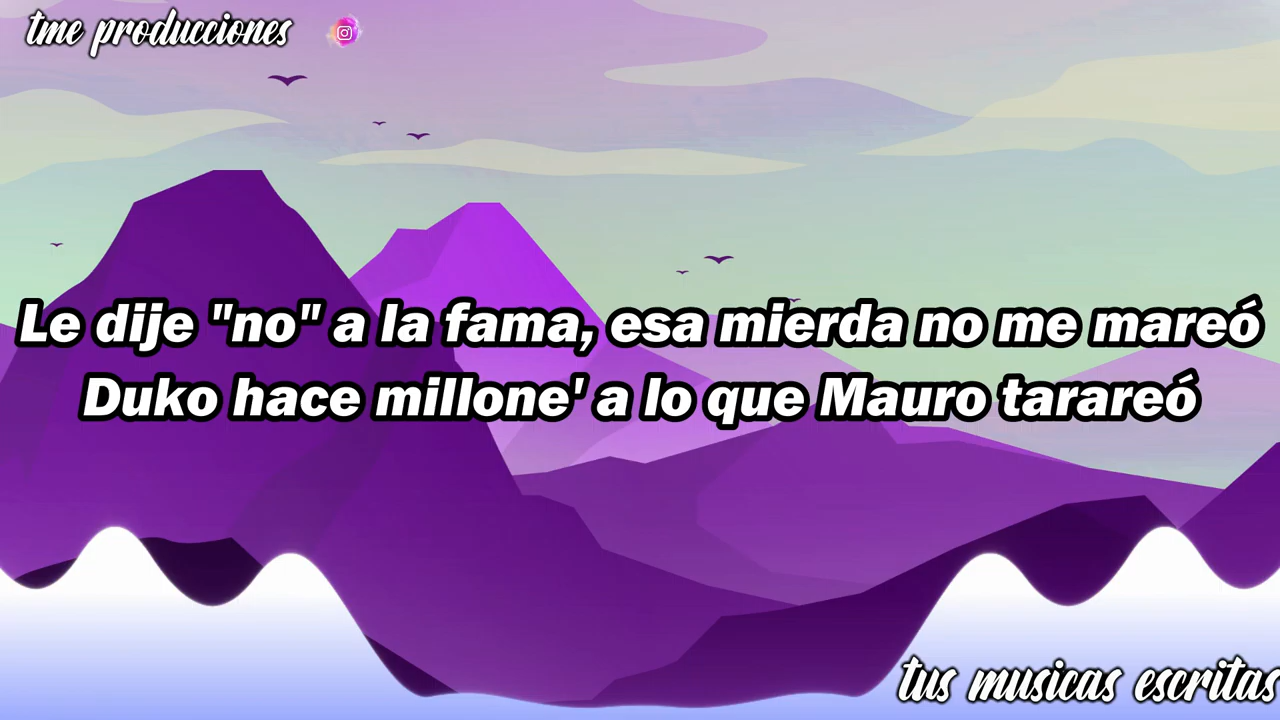 tme producciones
Le dije "no" a la fama, esa mierda no me mareó
Duko hace millone' a lo que Mauro tarareó
tus musicas escritas